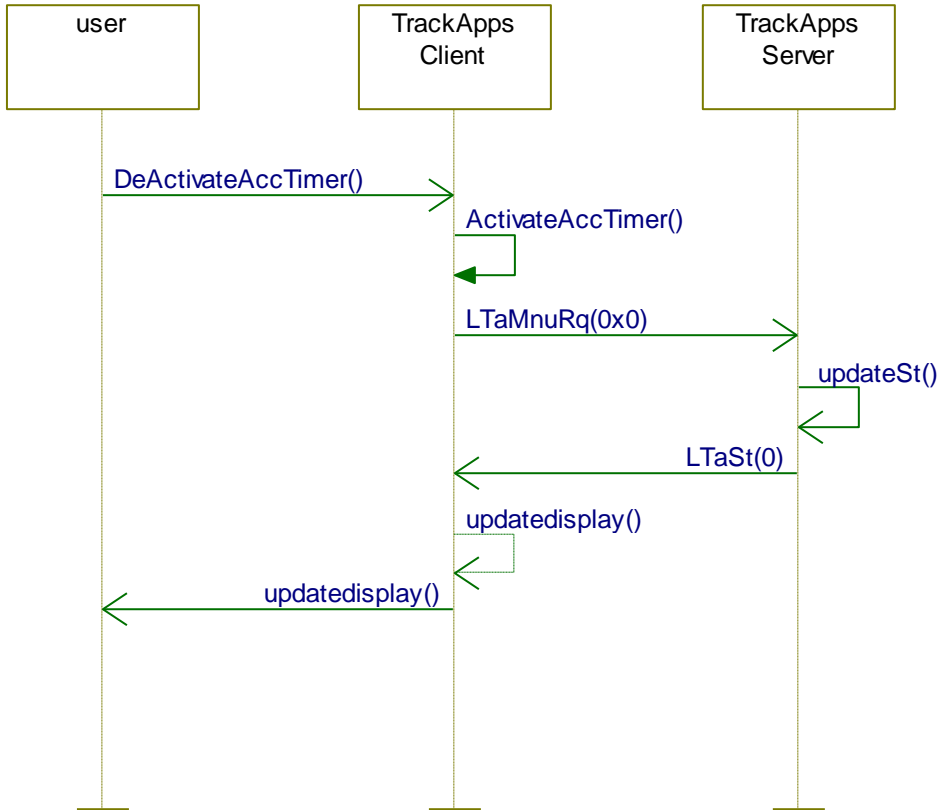 user
TrackApps
Client
TrackApps
Server
DeActivateAccTimer()
ActivateAccTimer()
LTaMnuRq(0x0)
updateSt()
LTaSt(0)
updatedisplay()
updatedisplay()